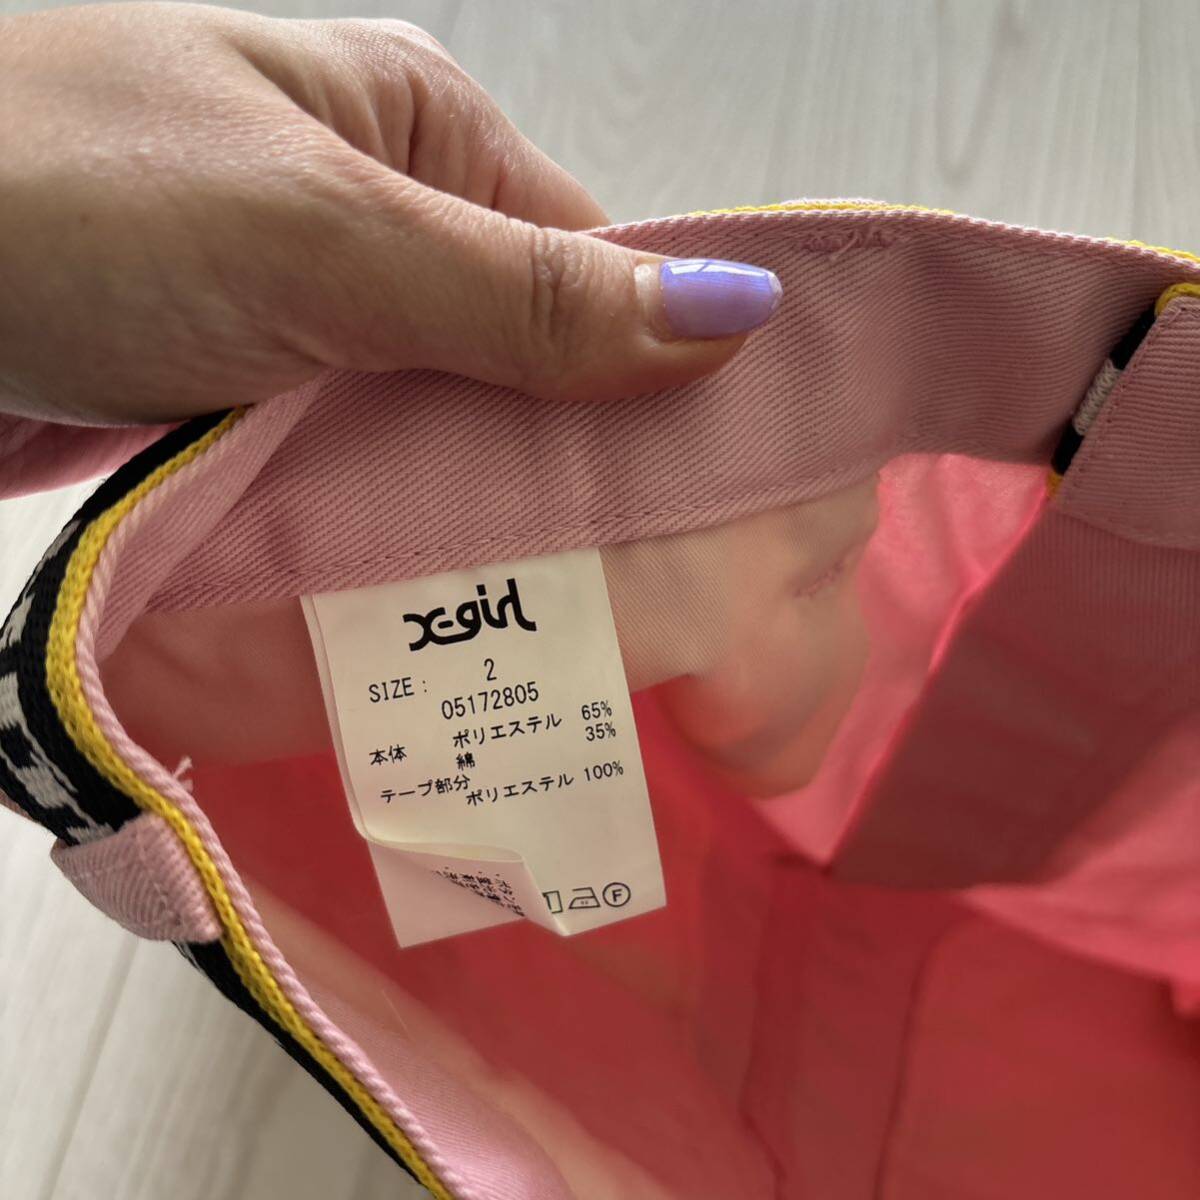 X-girl
SIZE: 2
05172805
本体 ポリエステル 65%
綿 35%
テープ部分
ポリエステル 100%
F